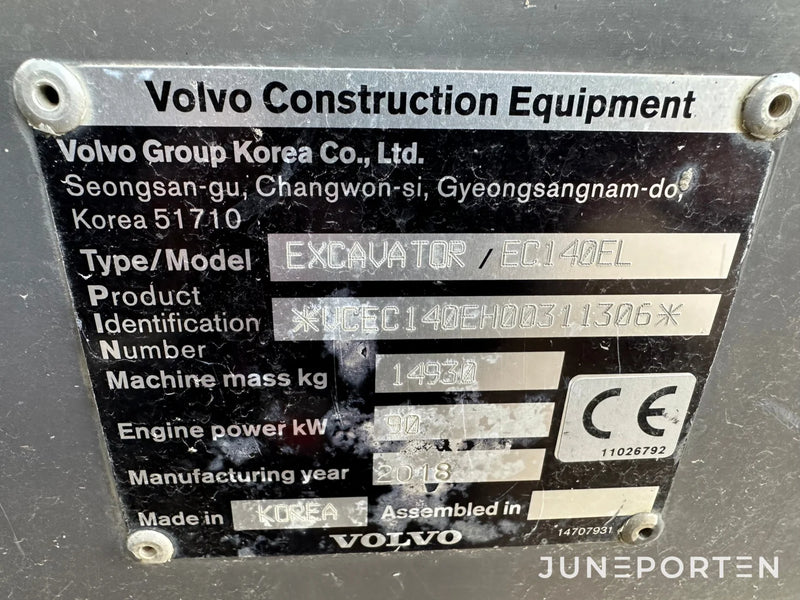 Volvo Construction Equipment
Volvo Group Korea Co., Ltd.
Seongsan-gu, Changwon-si, Gyeongsangnam-do,
Korea 51710
Type/Model EXCAVATOR / EC140EL
Product
Identification *VCEC140EH00311306*
Number
Machine mass kg 14930
Engine power kW 90
Manufacturing year 2018
CE
11026792
Made in KOREA Assembled in
VOLVO 14707931
JUNEPORTEN